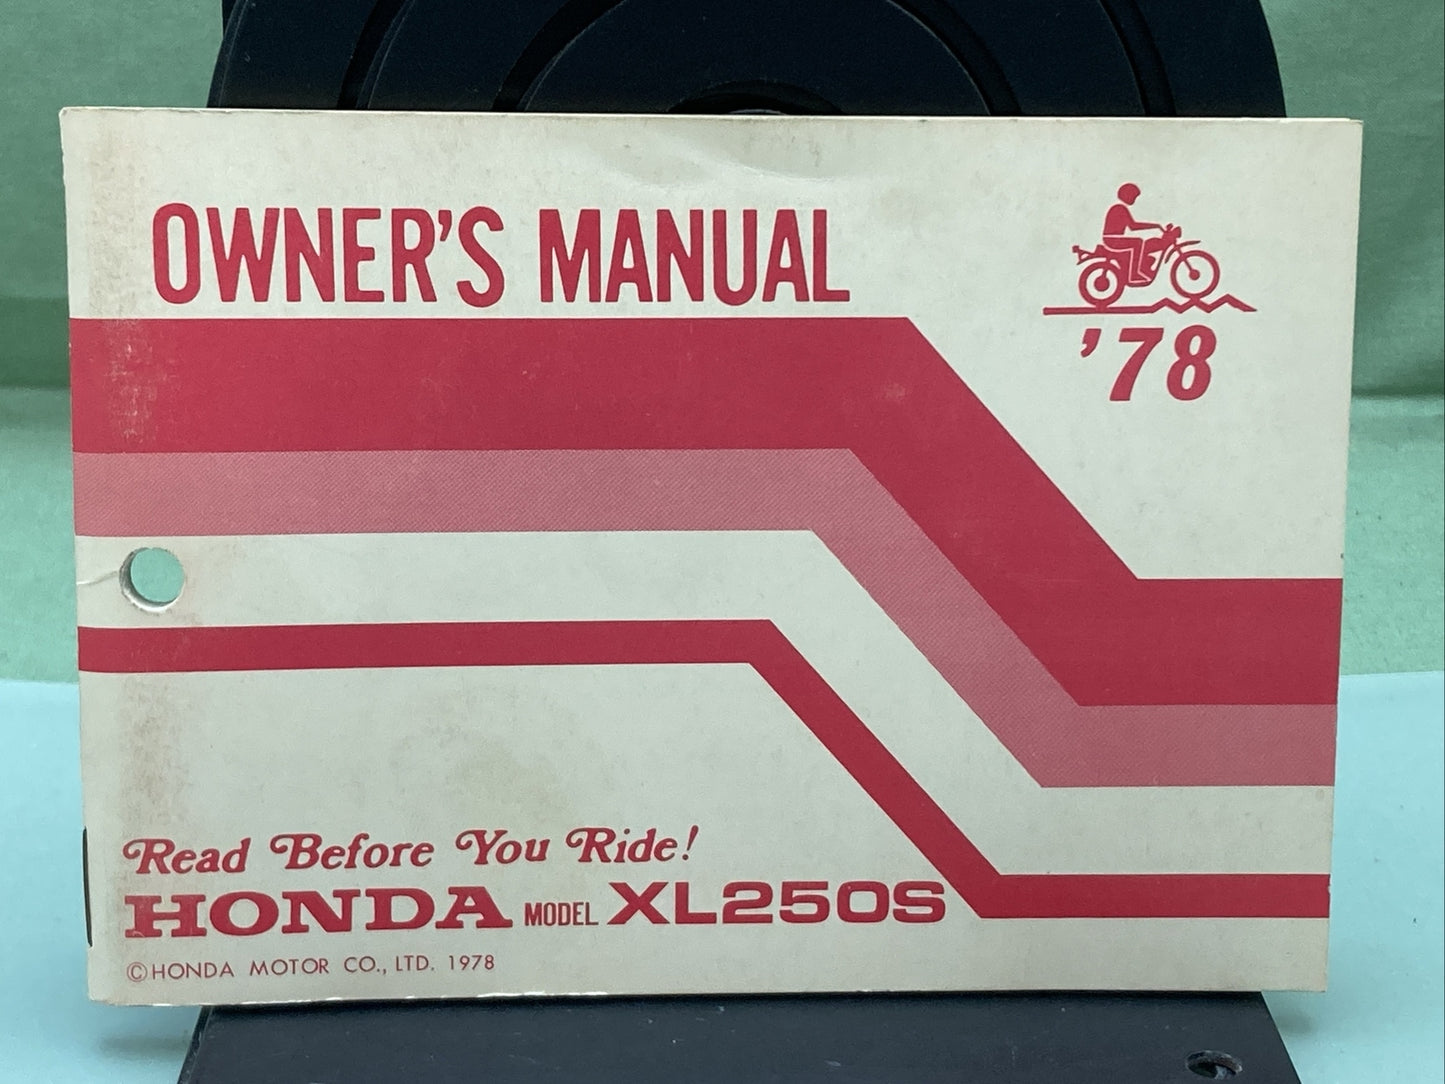 OWNER'S MANUAL
'78
Read Before You Ride!
HONDA MODEL XL250S
©HONDA MOTOR CO., LTD. 1978